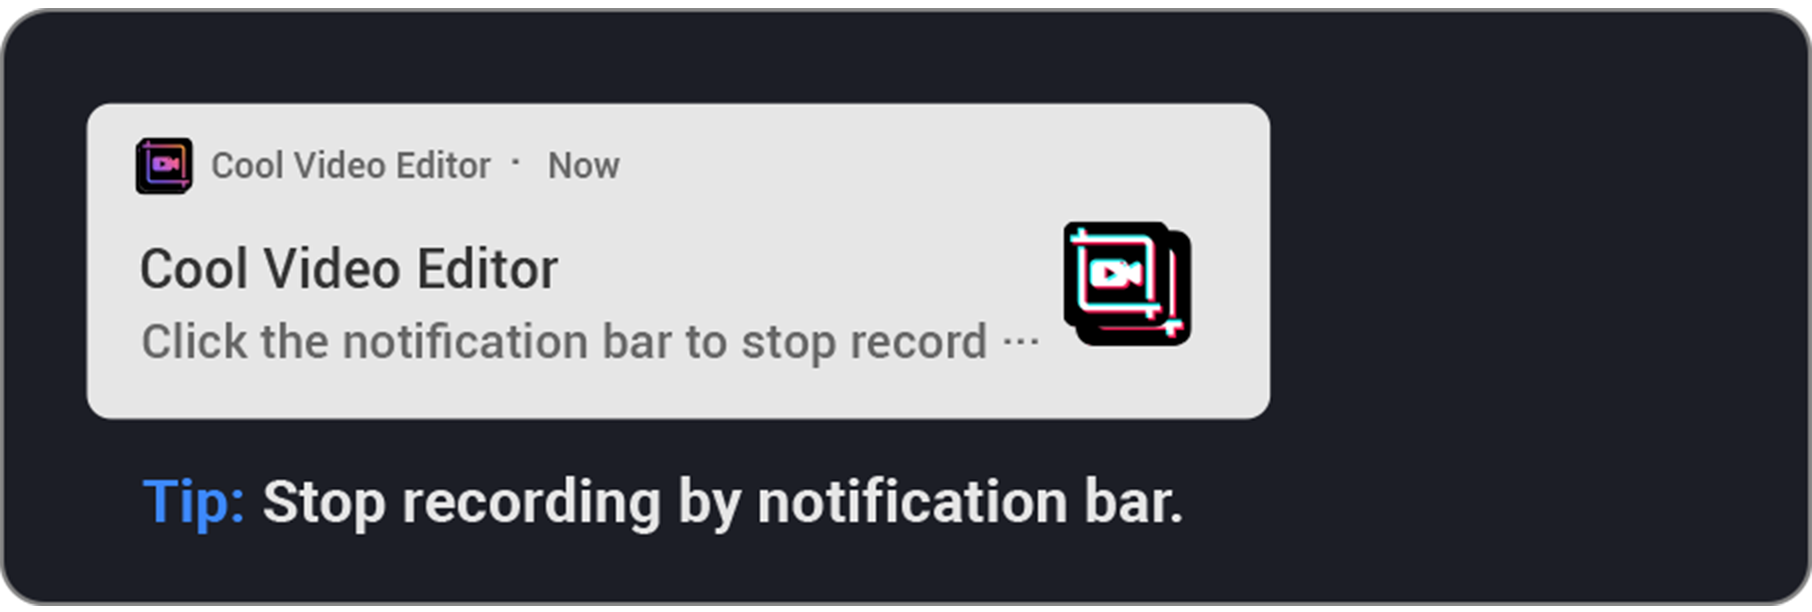 Cool Video Editor · Now
Cool Video Editor
Click the notification bar to stop record ···
Tip: Stop recording by notification bar.